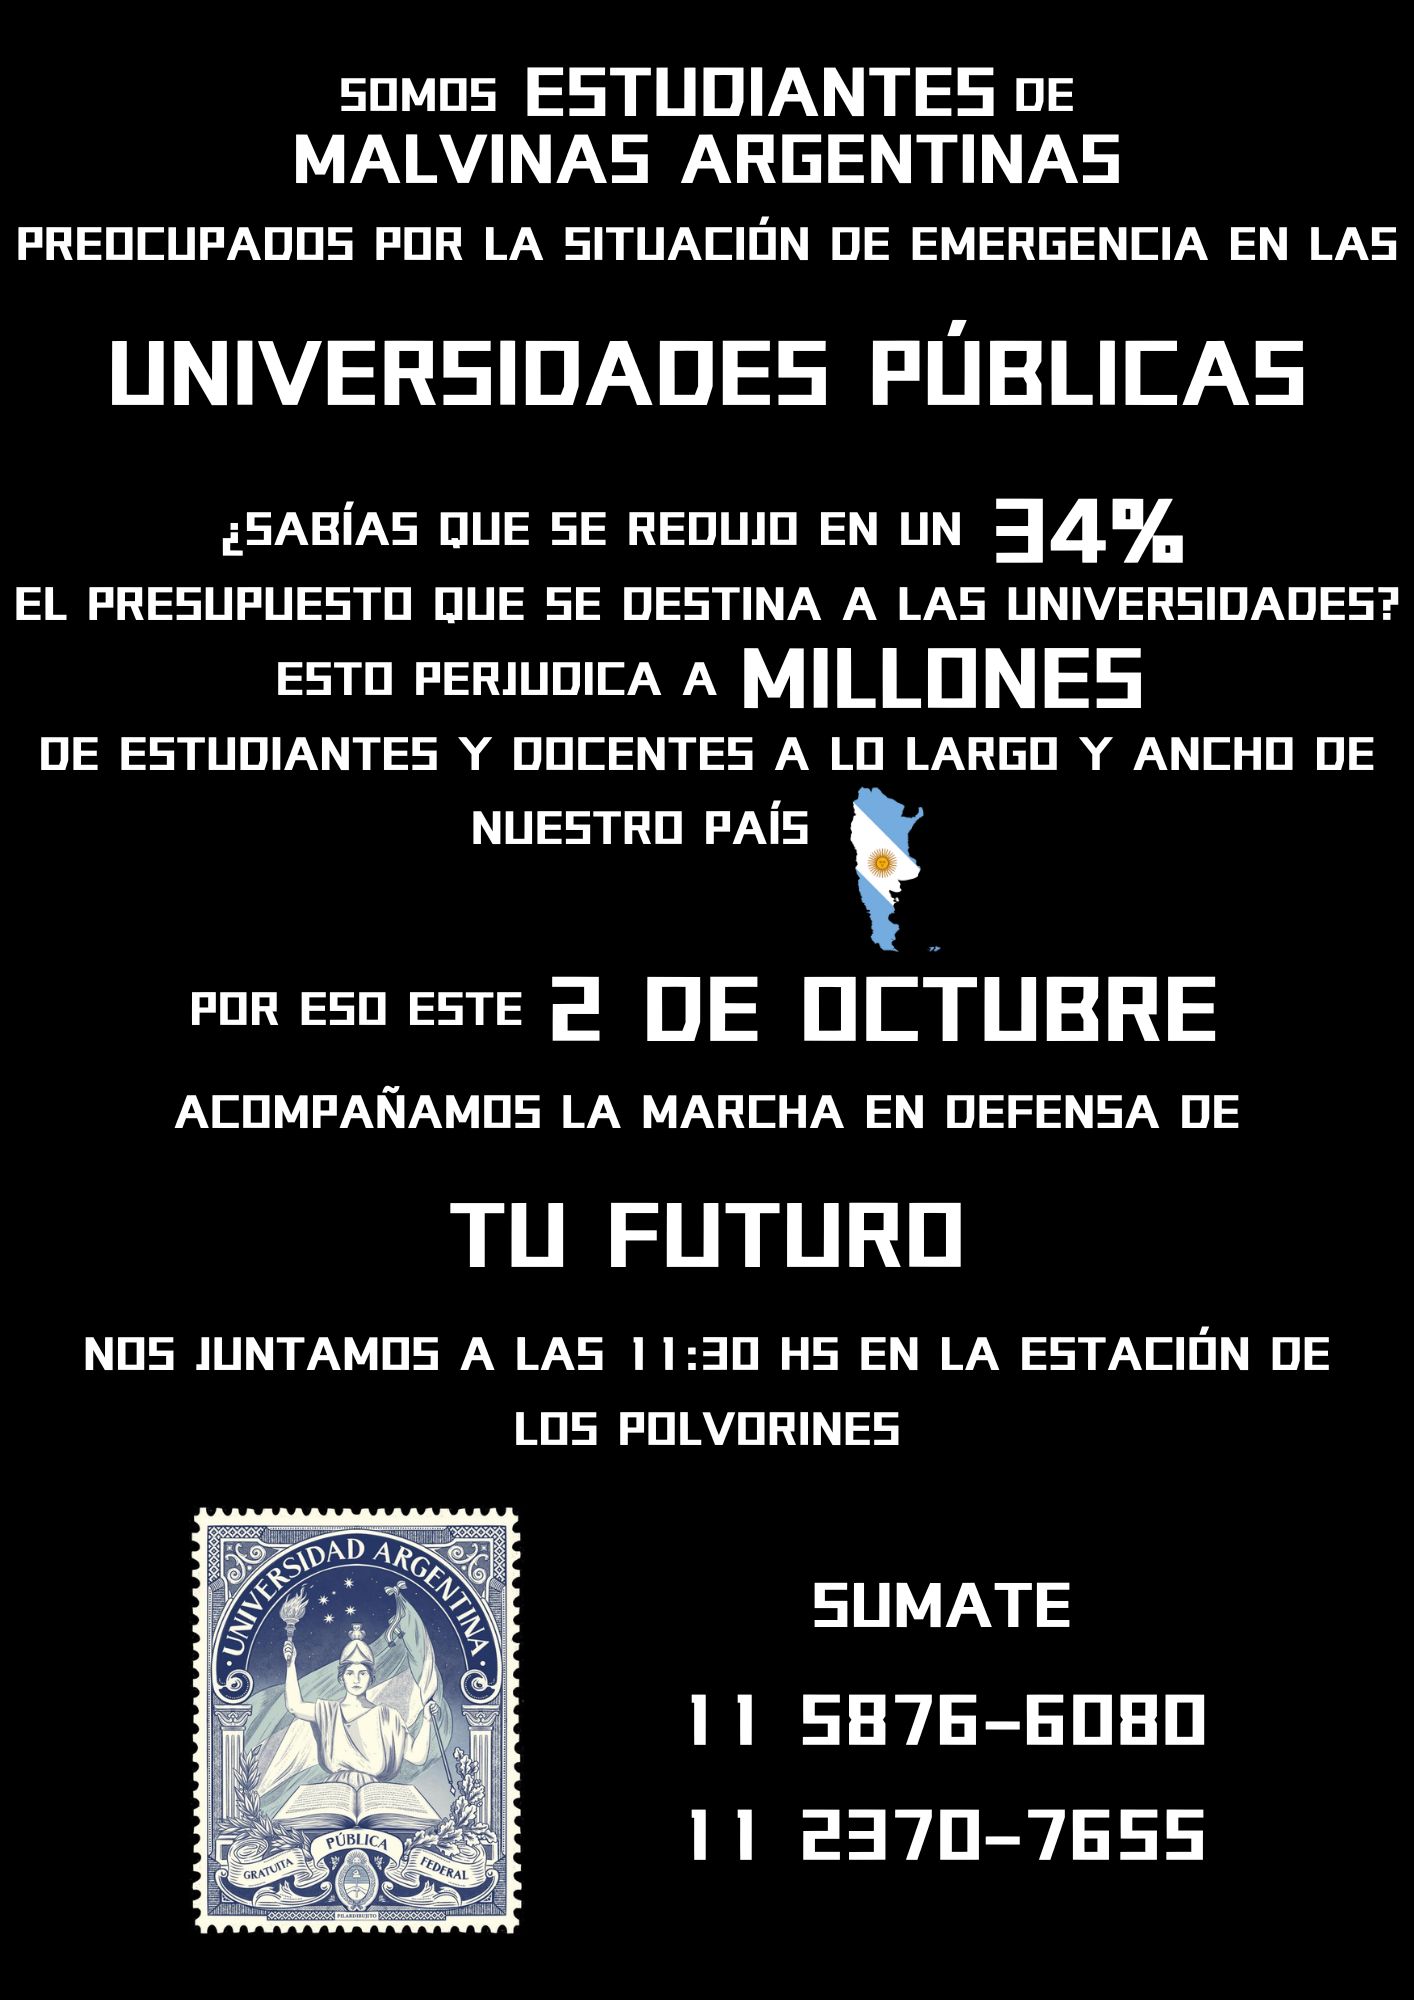 SOMOS ESTUDIANTES DE
MALVINAS ARGENTINAS
PREOCUPADOS POR LA SITUACIÓN DE EMERGENCIA EN LAS
UNIVERSIDADES PÚBLICAS
¿SABÍAS QUE SE REDUJO EN UN 34%
EL PRESUPUESTO QUE SE DESTINA A LAS UNIVERSIDADES?
ESTO PERJUDICA A MILLONES
DE ESTUDIANTES Y DOCENTES A LO LARGO Y ANCHO DE
NUESTRO PAÍS
POR ESO ESTE 2 DE OCTUBRE
ACOMPAÑAMOS LA MARCHA EN DEFENSA DE
TU FUTURO
NOS JUNTAMOS A LAS 11:30 HS EN LA ESTACIÓN DE
LOS POLVORINES
· UNIVERSIDAD ARGENTINA ·
PÚBLICA
GRATUITA
FEDERAL
PILARDIBUJITO
SUMATE
11 5876-6080
11 2370-7655